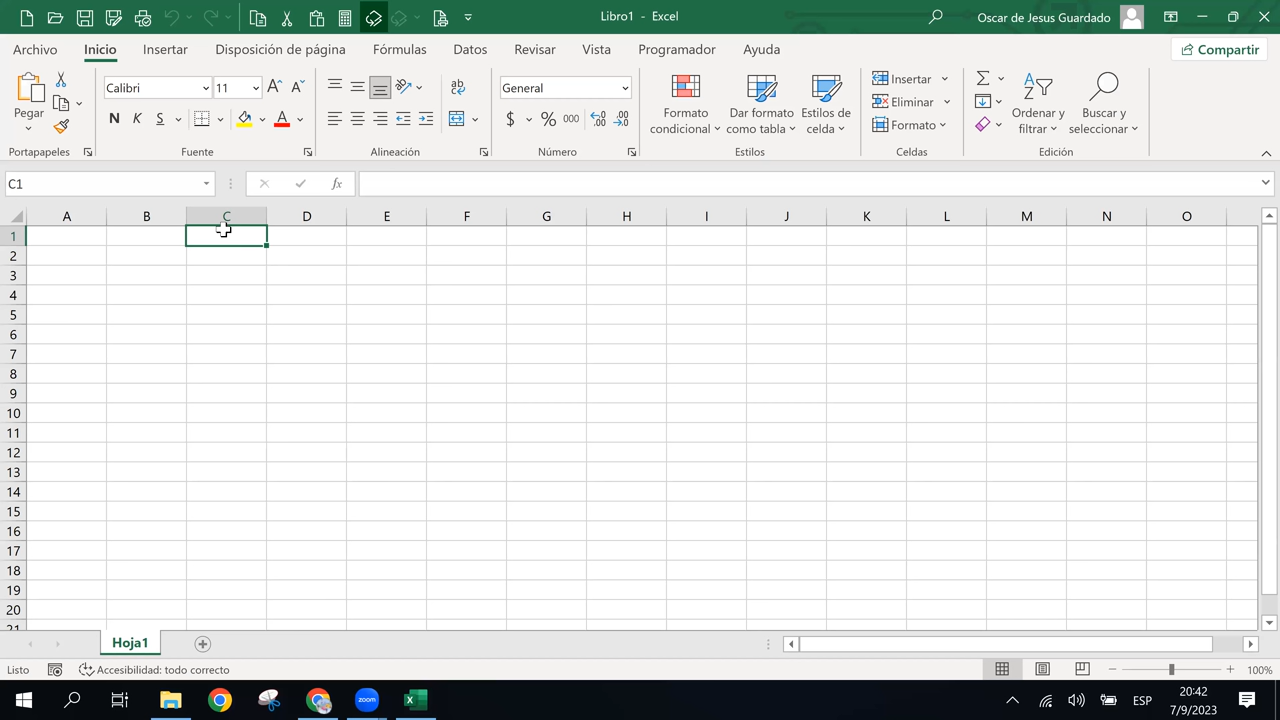 Libro1 - Excel
Oscar de Jesus Guardado
Archivo Inicio Insertar Disposición de página Fórmulas Datos Revisar Vista Programador Ayuda Compartir
Pegar
Portapapeles
Calibri 11
N K S
Fuente
ab
Alineación
General
$ % 000
Número
Formato condicional
Dar formato como tabla
Estilos de celda
Estilos
Insertar
Eliminar
Formato
Celdas
Ordenar y filtrar
Buscar y seleccionar
Edición
C1
fx
A B C D E F G H I J K L M N O
1
2
3
4
5
6
7
8
9
10
11
12
13
14
15
16
17
18
19
20
21
Hoja1
Listo
Accesibilidad: todo correcto
100%
zoom
ESP
20:42
7/9/2023